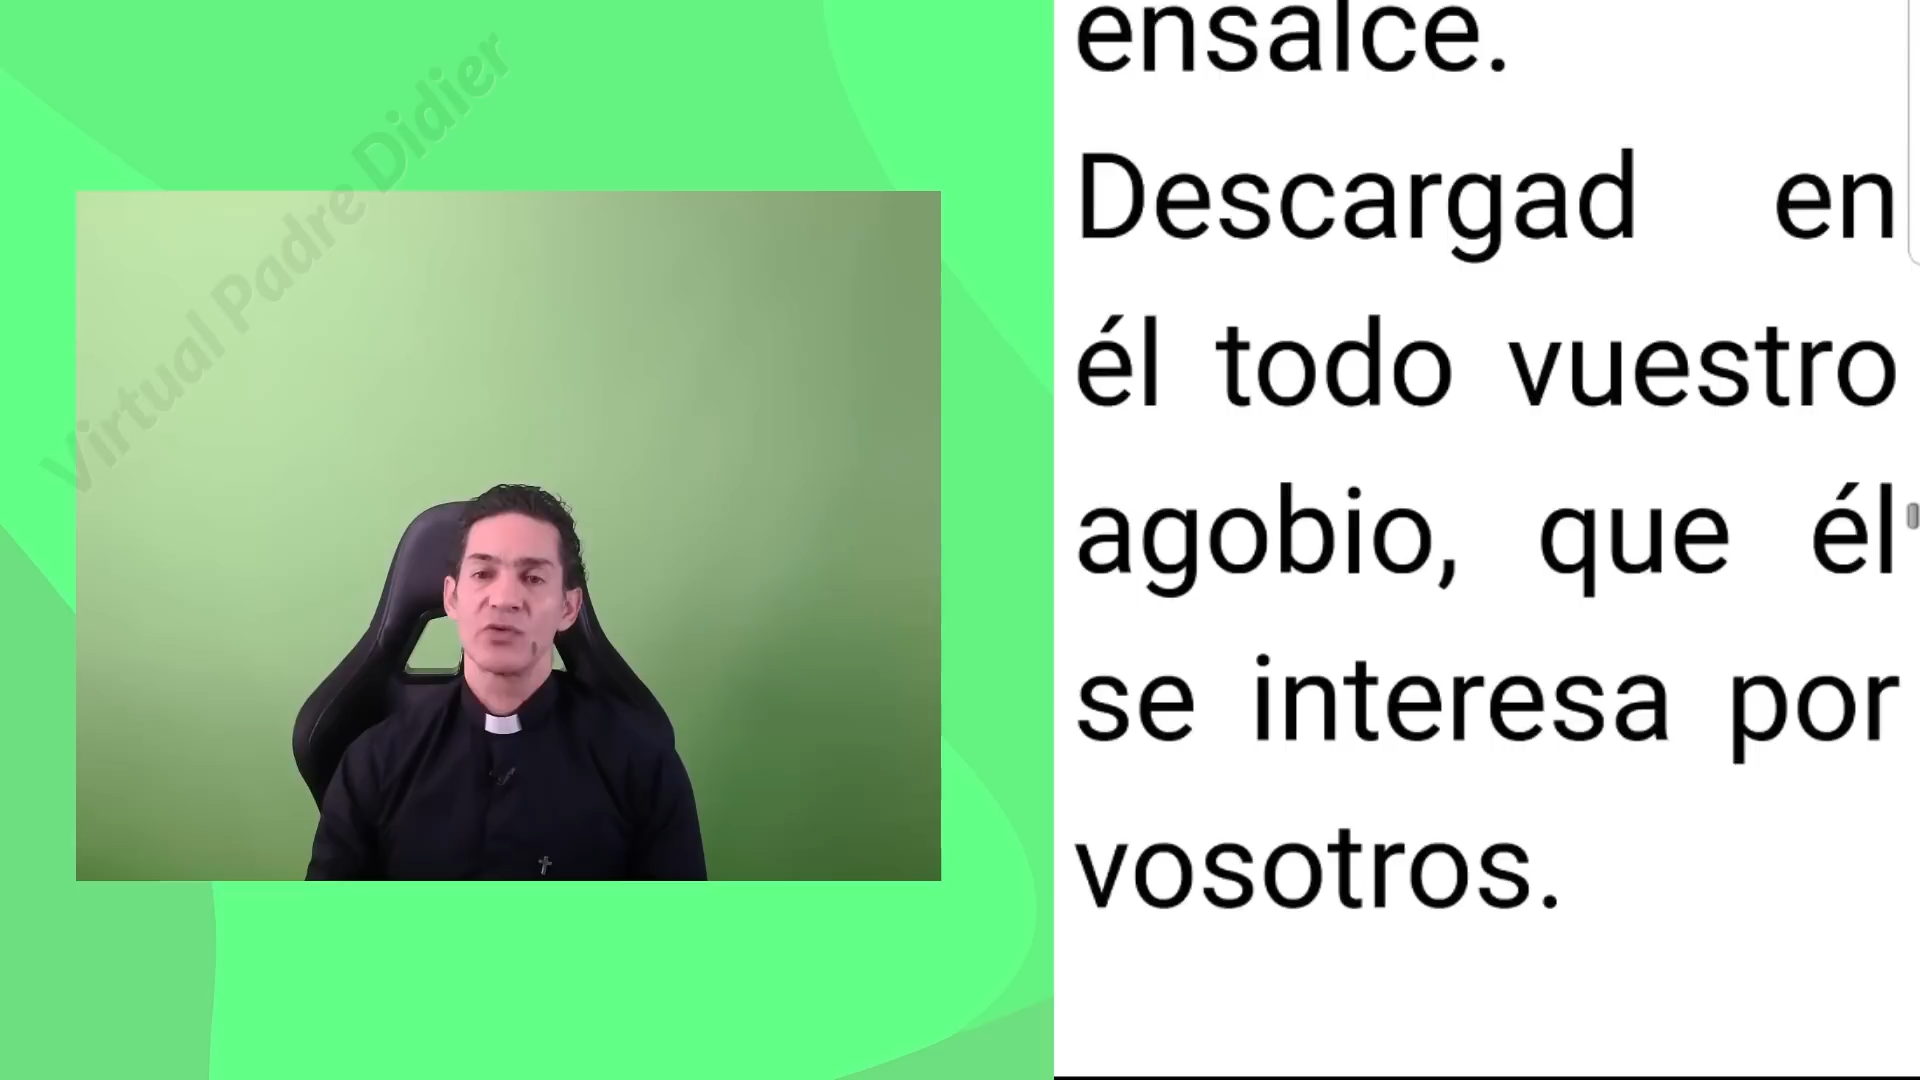 Virtual Padre Didier
ensalce.
Descargad en
él todo vuestro
agobio, que él
se interesa por
vosotros.